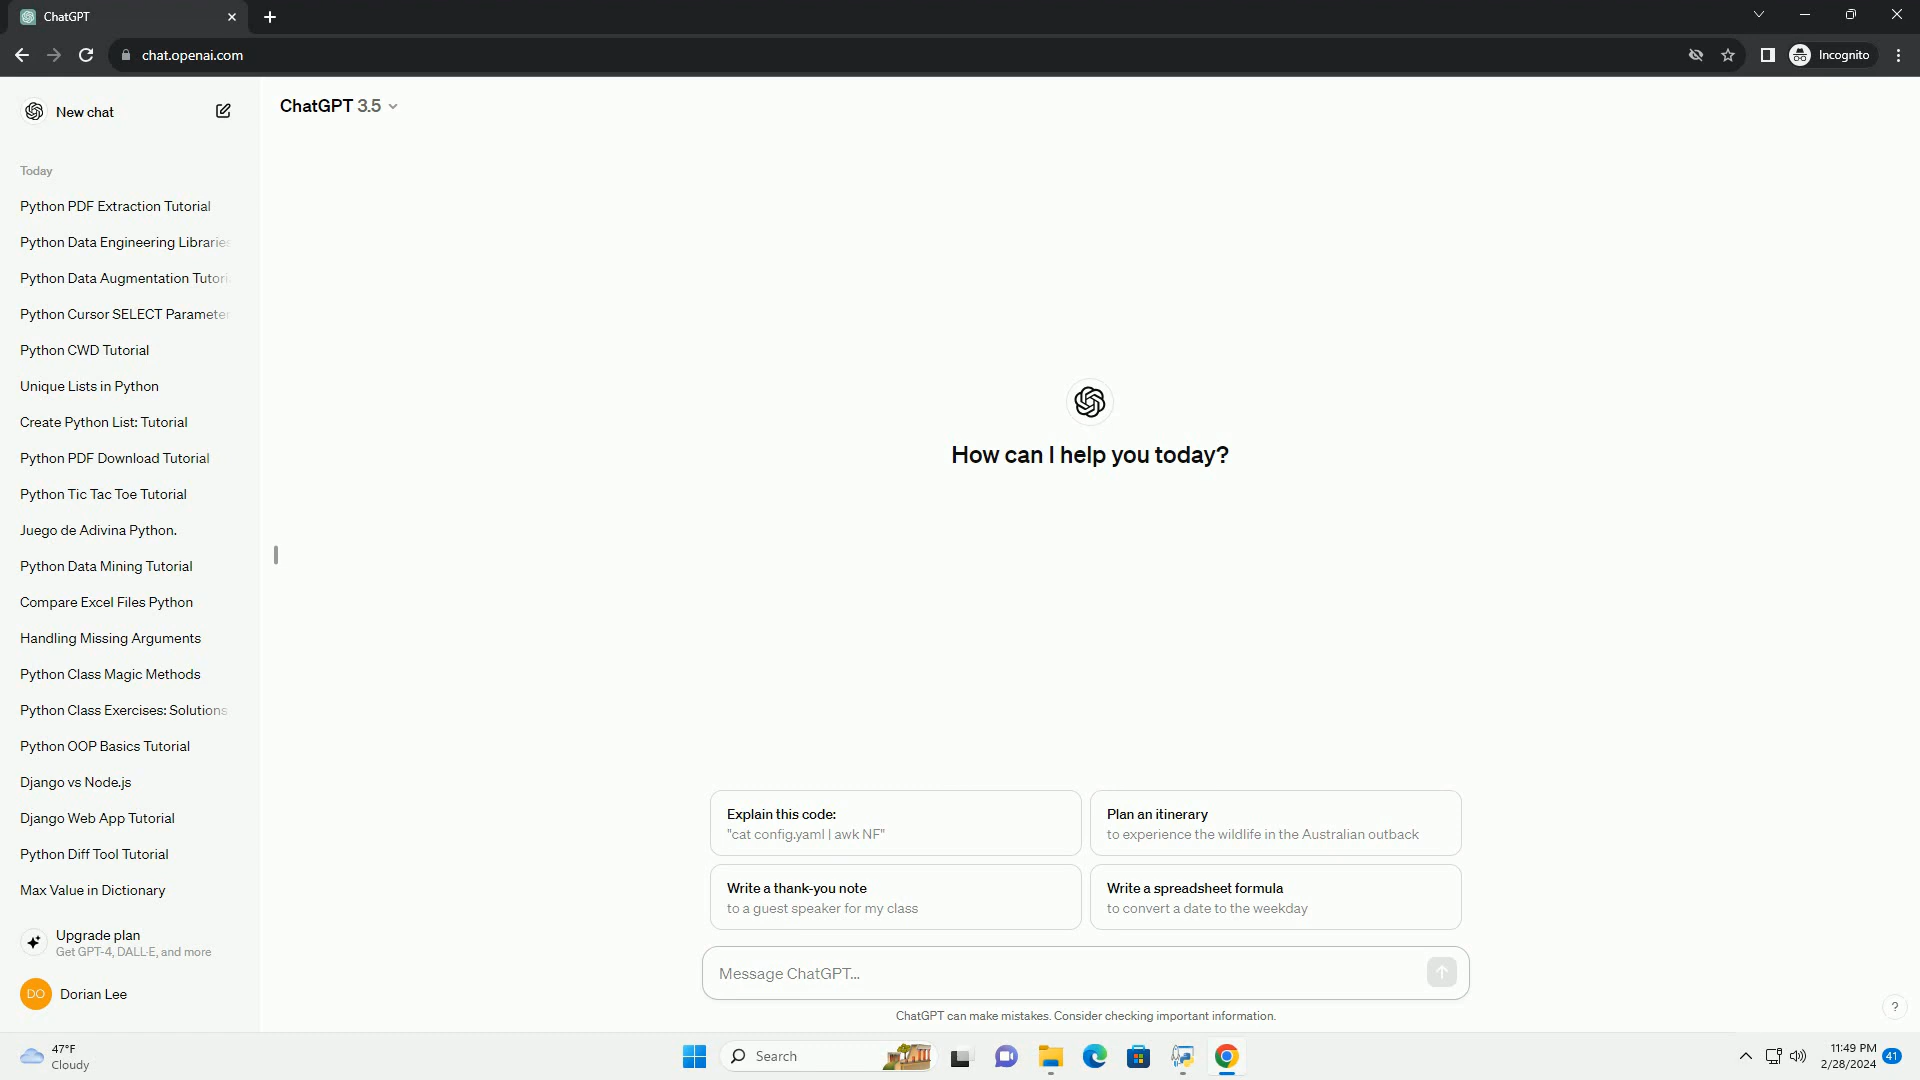 ChatGPT
chat.openai.com
Incognito
New chat
ChatGPT 3.5
Today
Python PDF Extraction Tutorial
Python Data Engineering Libraries
Python Data Augmentation Tutori
Python Cursor SELECT Parameter
Python CWD Tutorial
Unique Lists in Python
Create Python List: Tutorial
Python PDF Download Tutorial
Python Tic Tac Toe Tutorial
Juego de Adivina Python.
Python Data Mining Tutorial
Compare Excel Files Python
Handling Missing Arguments
Python Class Magic Methods
Python Class Exercises: Solutions
Python OOP Basics Tutorial
Django vs Node.js
Django Web App Tutorial
Python Diff Tool Tutorial
Max Value in Dictionary
Upgrade plan
Get GPT-4, DALL·E, and more
DO Dorian Lee
How can I help you today?
Explain this code:
"cat config.yaml | awk NF"
Plan an itinerary
to experience the wildlife in the Australian outback
Write a thank-you note
to a guest speaker for my class
Write a spreadsheet formula
to convert a date to the weekday
Message ChatGPT...
ChatGPT can make mistakes. Consider checking important information.
?
47°F
Cloudy
Search
11:49 PM
2/28/2024
41